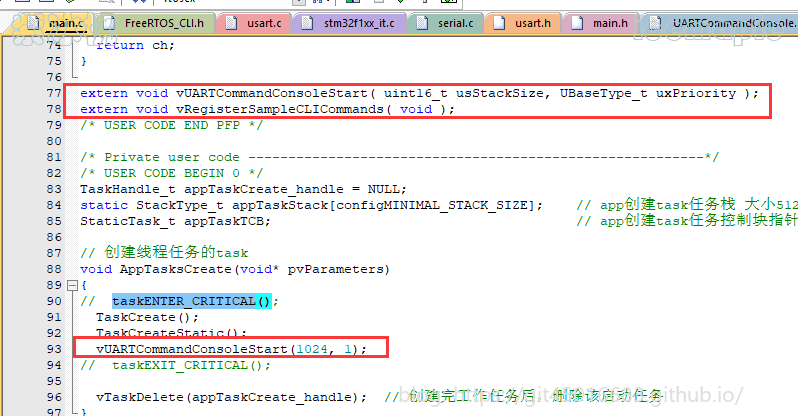 main.c FreeRTOS_CLI.h usart.c stm32f1xx_it.c serial.c usart.h main.h UARTCommandConsole.
74 return ch;
75 }
76
77 extern void vUARTCommandConsoleStart( uint16_t usStackSize, UBaseType_t uxPriority );
78 extern void vRegisterSampleCLICommands( void );
79 /* USER CODE END PFP */
80
81 /* Private user code ---------------------------------------------------------*/
82 /* USER CODE BEGIN 0 */
83 TaskHandle_t appTaskCreate_handle = NULL;
84 static StackType_t appTaskStack[configMINIMAL_STACK_SIZE]; // app创建task任务栈 大小512
85 StaticTask_t appTaskTCB; // app创建task任务控制块指针
86
87 // 创建线程任务的task
88 void AppTasksCreate(void* pvParameters)
89 {
90 // taskENTER_CRITICAL();
91 TaskCreate();
92 TaskCreateStatic();
93 vUARTCommandConsoleStart(1024, 1);
94 // taskEXIT_CRITICAL();
95
96 vTaskDelete(appTaskCreate_handle); // 创建完工作任务后，删除该启动任务
97 }